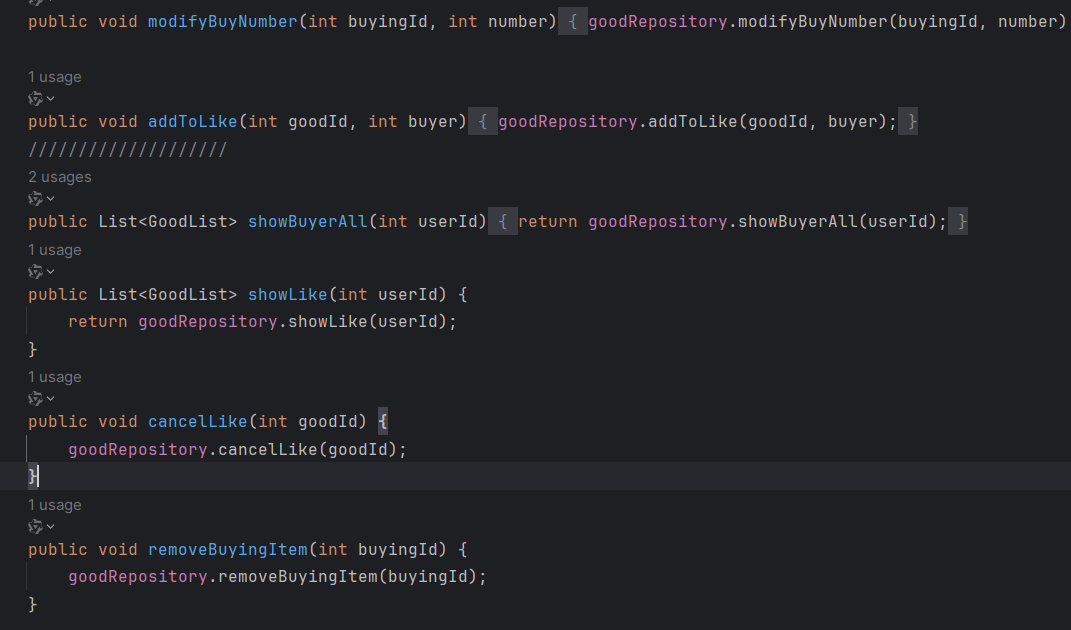 public void modifyBuyNumber(int buyingId, int number) { goodRepository.modifyBuyNumber(buyingId, number)
1 usage
public void addToLike(int goodId, int buyer) { goodRepository.addToLike(goodId, buyer); }
////////////////////
2 usages
public List<GoodList> showBuyerAll(int userId) { return goodRepository.showBuyerAll(userId); }
1 usage
public List<GoodList> showLike(int userId) {
    return goodRepository.showLike(userId);
}
1 usage
public void cancelLike(int goodId) {
    goodRepository.cancelLike(goodId);
}
1 usage
public void removeBuyingItem(int buyingId) {
    goodRepository.removeBuyingItem(buyingId);
}